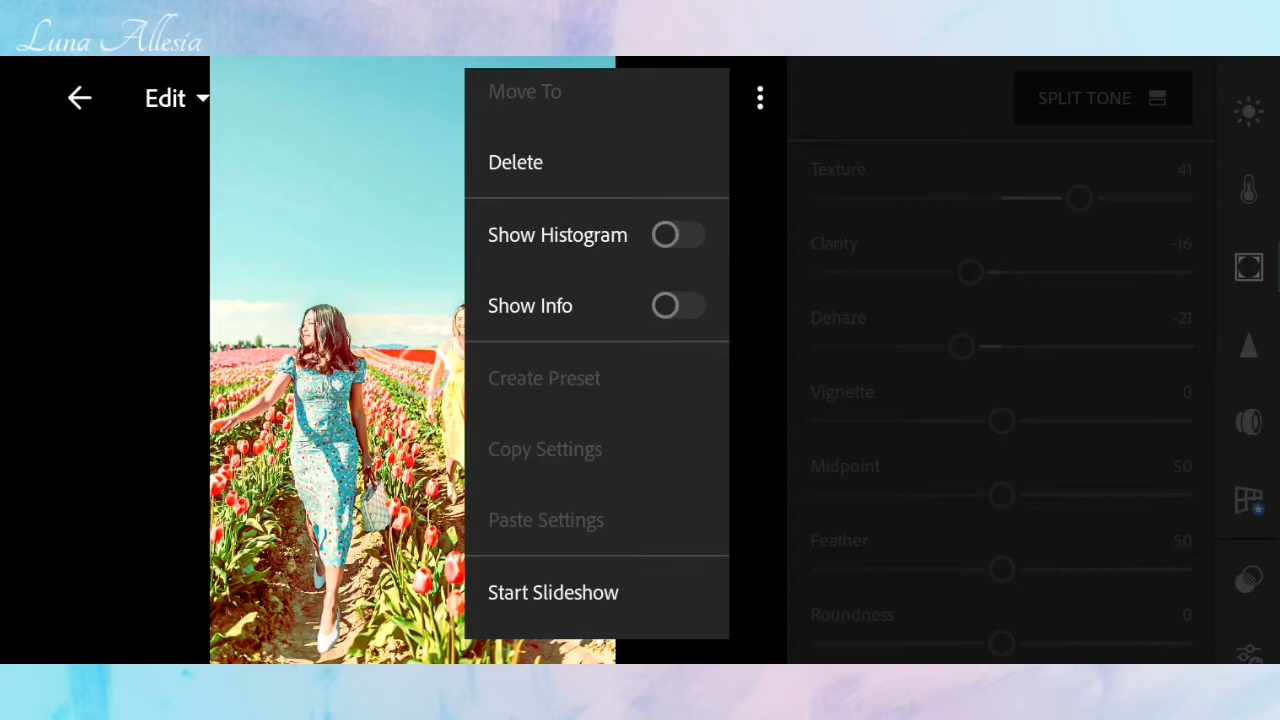 Luna Allesia
Edit
Move To
Delete
Show Histogram
Show Info
Create Preset
Copy Settings
Paste Settings
Start Slideshow
SPLIT TONE
Texture 41
Clarity -16
Dehaze -21
Vignette 0
Midpoint 50
Feather 50
Roundness 0